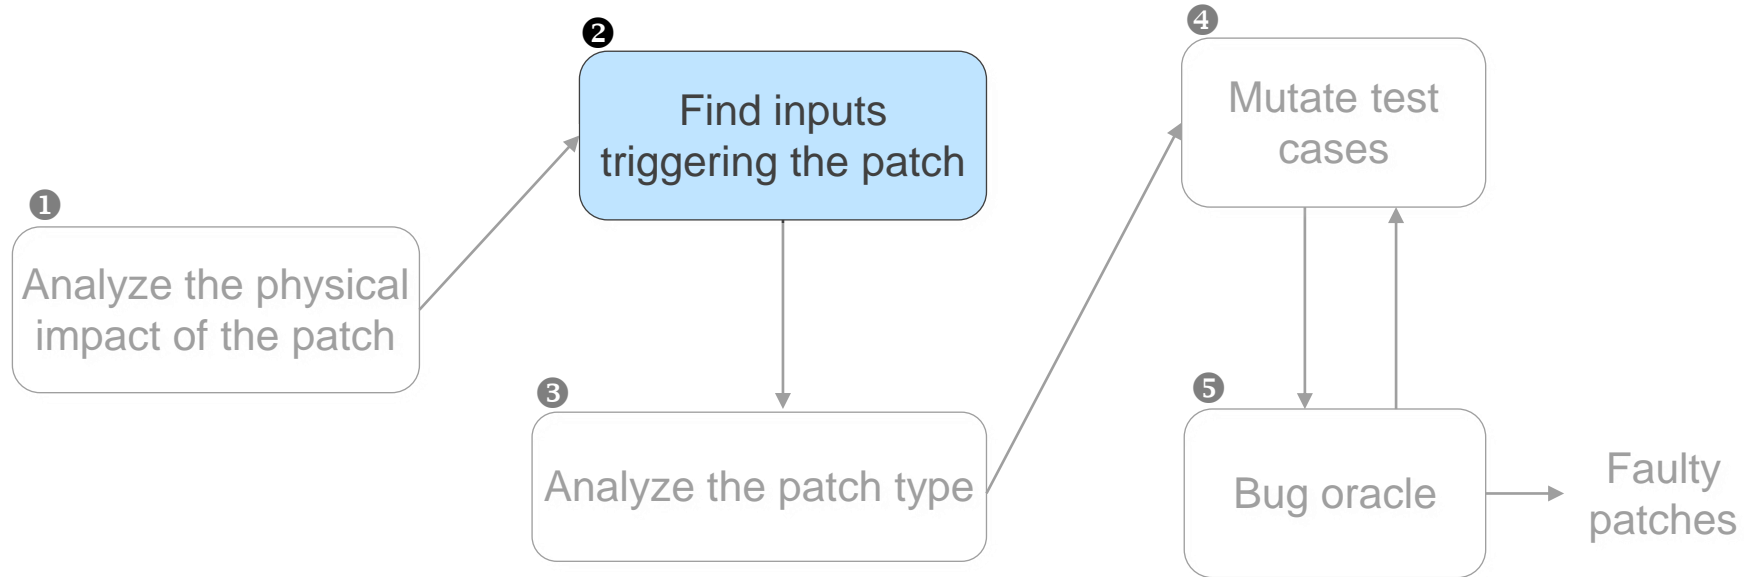 ❶
Analyze the physical
impact of the patch
❷
Find inputs
triggering the patch
❸
Analyze the patch type
❹
Mutate test
cases
❺
Bug oracle
Faulty
patches